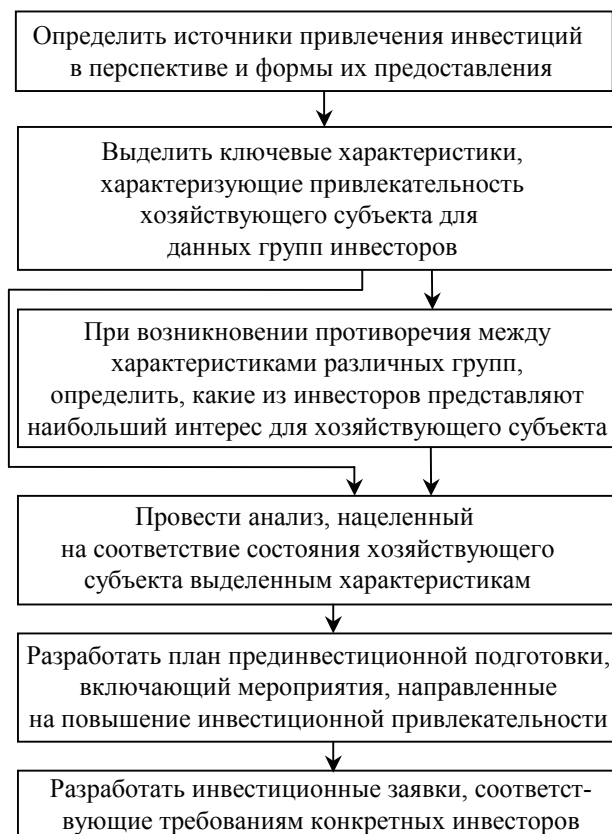 Определить источники привлечения инвестиций
в перспективе и формы их предоставления
Выделить ключевые характеристики,
характеризующие привлекательность
хозяйствующего субъекта для
данных групп инвесторов
При возникновении противоречия между
характеристиками различных групп,
определить, какие из инвесторов представляют
наибольший интерес для хозяйствующего субъекта
Провести анализ, нацеленный
на соответствие состояния хозяйствующего
субъекта выделенным характеристикам
Разработать план прединвестиционной подготовки,
включающий мероприятия, направленные
на повышение инвестиционной привлекательности
Разработать инвестиционные заявки, соответст-
вующие требованиям конкретных инвесторов